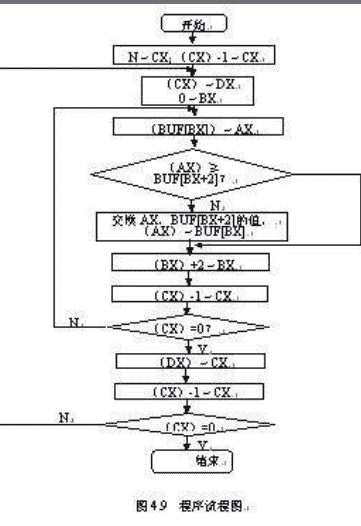 开始
N→CX; (CX)-1→CX
(CX)→DX
0→BX
(BUF[BX])→AX
(AX)≥
BUF[BX+2]?
N
交换 AX, BUF[BX+2]的值,
(AX)→BUF[BX]
(BX)+2→BX
(CX)-1→CX
N
(CX)=0?
Y
(DX)→CX
(CX)-1→CX
N
(CX)=0
Y
结束
图 4.9 程序流程图